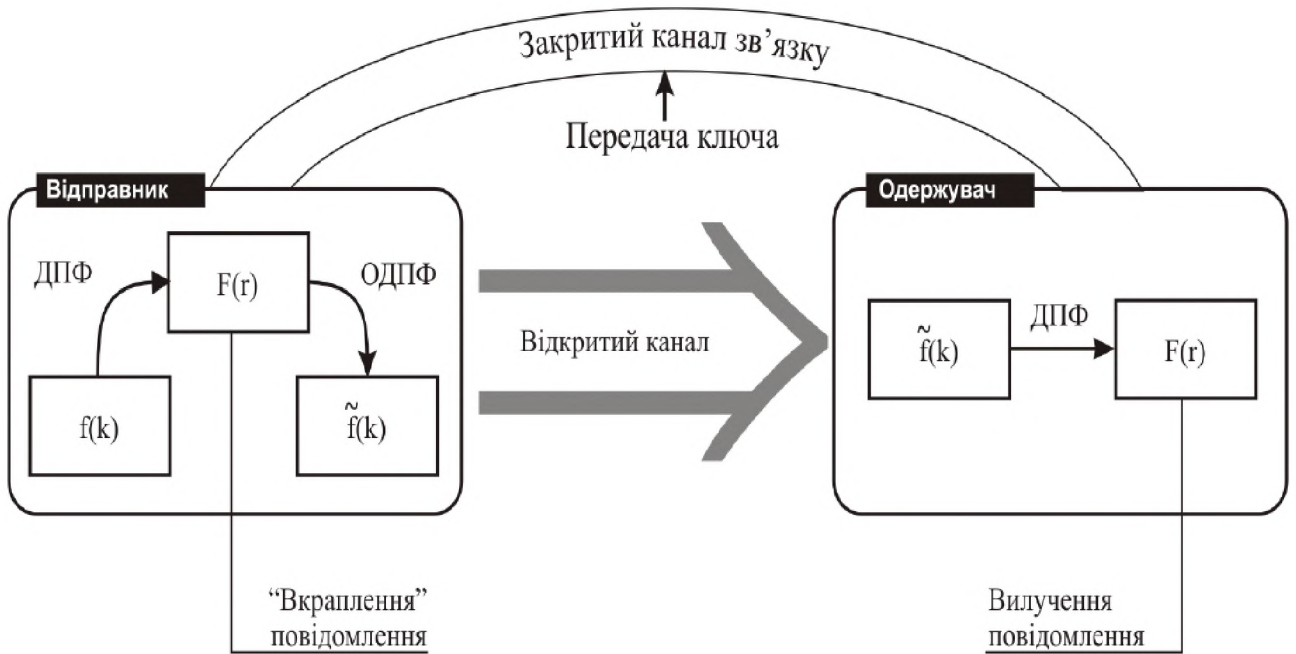 Закритий канал зв’язку
Передача ключа
Відправник
ДПФ
F(r)
ОДПФ
f(k)
f̃(k)
Відкритий канал
Одержувач
f̃(k)
ДПФ
F(r)
“Вкраплення”
повідомлення
Вилучення
повідомлення